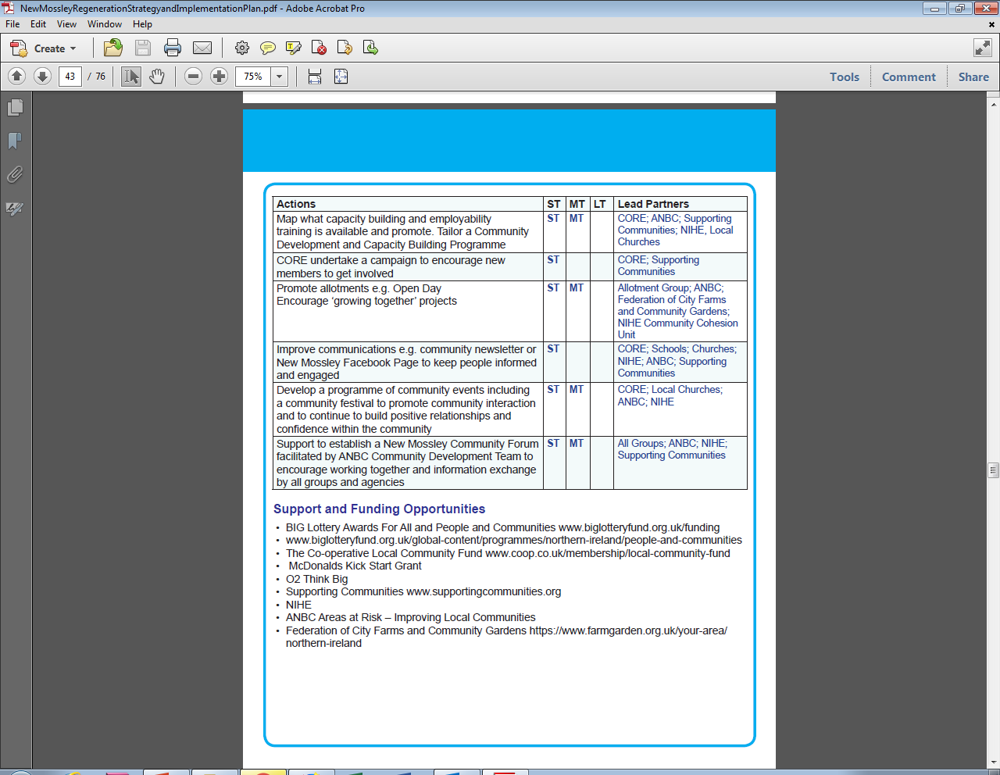 NewMossleyRegenerationStrategyandImplementationPlan.pdf - Adobe Acrobat Pro
File Edit View Window Help
Create
43 / 76 75% Tools Comment Share
Actions ST MT LT Lead Partners
Map what capacity building and employability
training is available and promote. Tailor a Community
Development and Capacity Building Programme
ST MT
CORE; ANBC; Supporting
Communities; NIHE, Local
Churches
CORE undertake a campaign to encourage new
members to get involved
ST
CORE; Supporting
Communities
Promote allotments e.g. Open Day
Encourage ‘growing together’ projects
ST MT
Allotment Group; ANBC;
Federation of City Farms
and Community Gardens;
NIHE Community Cohesion
Unit
Improve communications e.g. community newsletter or
New Mossley Facebook Page to keep people informed
and engaged
ST
CORE; Schools; Churches;
NIHE; ANBC; Supporting
Communities
Develop a programme of community events including
a community festival to promote community interaction
and to continue to build positive relationships and
confidence within the community
ST MT
CORE; Local Churches;
ANBC; NIHE
Support to establish a New Mossley Community Forum
facilitated by ANBC Community Development Team to
encourage working together and information exchange
by all groups and agencies
ST MT
All Groups; ANBC; NIHE;
Supporting Communities
Support and Funding Opportunities
• BIG Lottery Awards For All and People and Communities www.biglotteryfund.org.uk/funding
• www.biglotteryfund.org.uk/global-content/programmes/northern-ireland/people-and-communities
• The Co-operative Local Community Fund www.coop.co.uk/membership/local-community-fund
• McDonalds Kick Start Grant
• O2 Think Big
• Supporting Communities www.supportingcommunities.org
• NIHE
• ANBC Areas at Risk – Improving Local Communities
• Federation of City Farms and Community Gardens https://www.farmgarden.org.uk/your-area/
northern-ireland